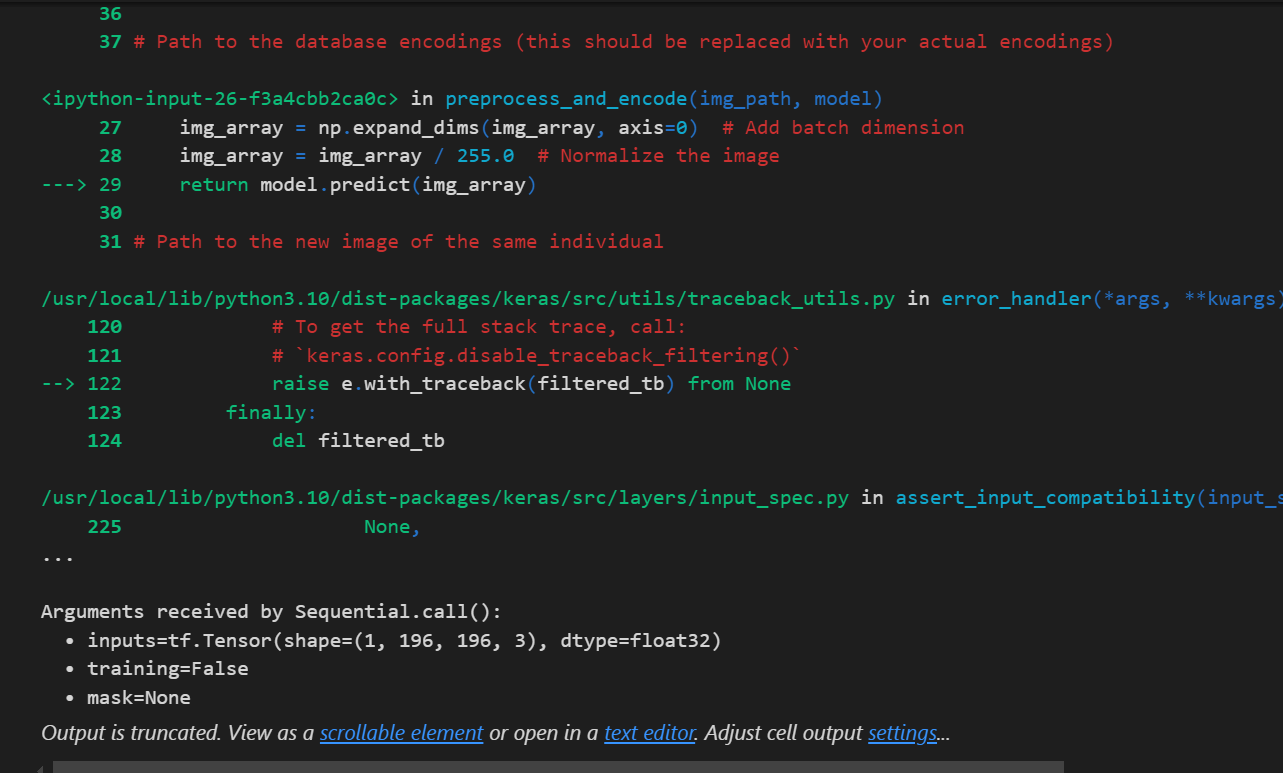 36
37 # Path to the database encodings (this should be replaced with your actual encodings)
<ipython-input-26-f3a4cbb2ca0c> in preprocess_and_encode(img_path, model)
27 img_array = np.expand_dims(img_array, axis=0)  # Add batch dimension
28 img_array = img_array / 255.0  # Normalize the image
---> 29 return model.predict(img_array)
30
31 # Path to the new image of the same individual
/usr/local/lib/python3.10/dist-packages/keras/src/utils/traceback_utils.py in error_handler(*args, **kwargs)
120 # To get the full stack trace, call:
121 # `keras.config.disable_traceback_filtering()`
--> 122 raise e.with_traceback(filtered_tb) from None
123 finally:
124 del filtered_tb
/usr/local/lib/python3.10/dist-packages/keras/src/layers/input_spec.py in assert_input_compatibility(input_s
225 None,
...
Arguments received by Sequential.call():
• inputs=tf.Tensor(shape=(1, 196, 196, 3), dtype=float32)
• training=False
• mask=None
Output is truncated. View as a scrollable element or open in a text editor. Adjust cell output settings...